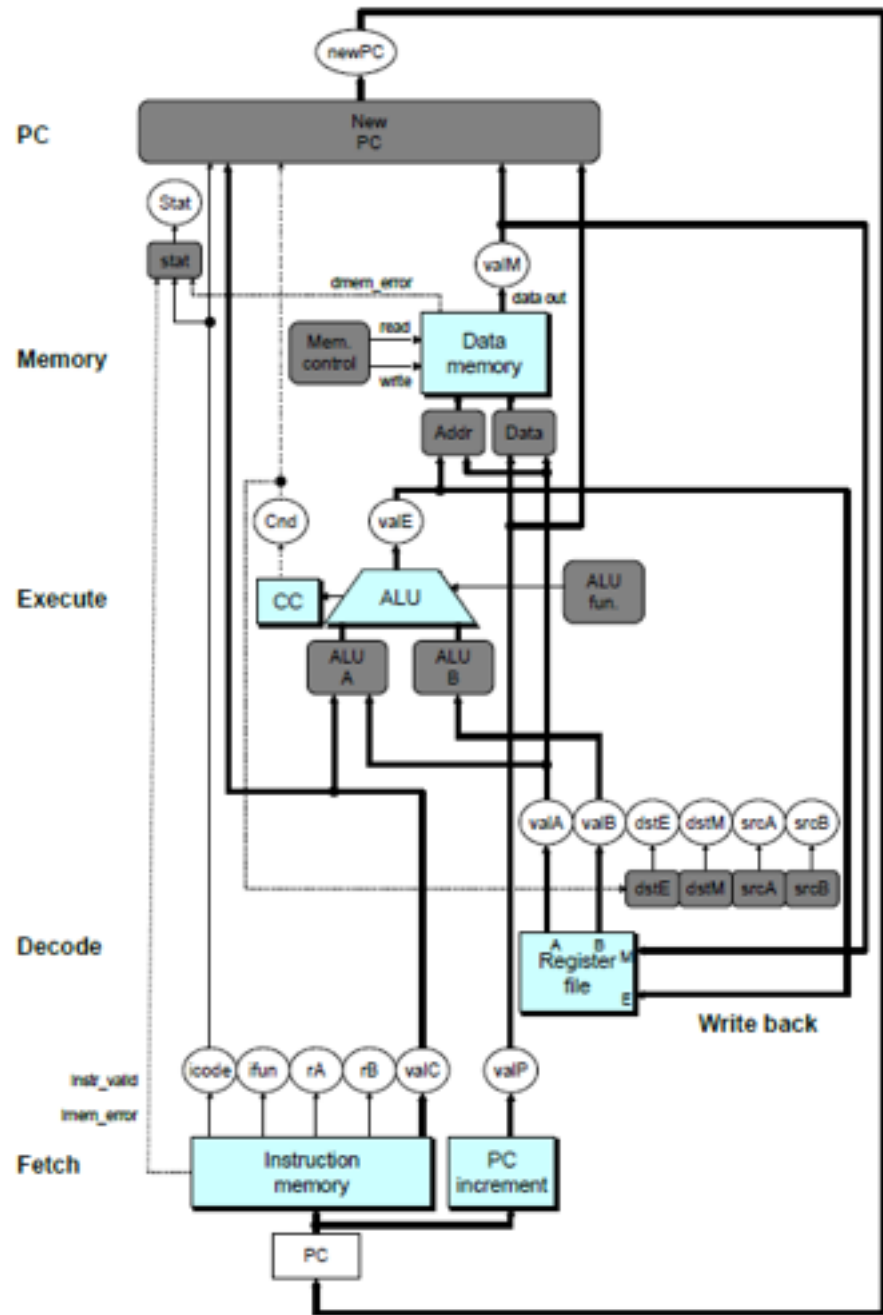 newPC
PC
New
PC
Stat
stat
valM
dmem_error
data out
Memory
Mem.
control
read
write
Data
memory
Addr
Data
Cnd
valE
Execute
CC
ALU
ALU
fun.
ALU
A
ALU
B
valA
valB
dstE
dstM
srcA
srcB
dstE
dstM
srcA
srcB
Decode
A
B
M
Register
file
E
Write back
icode
ifun
rA
rB
valC
valP
Instr_valid
Imem_error
Fetch
Instruction
memory
PC
increment
PC